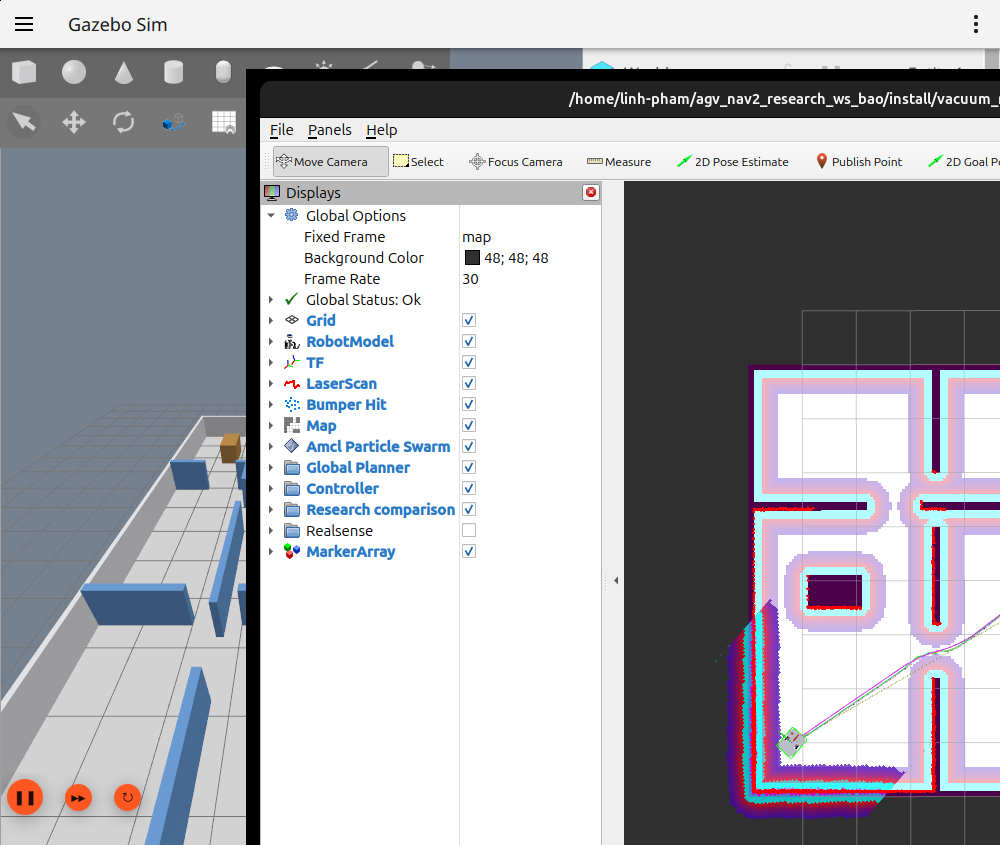 Gazebo Sim
/home/linh-pham/agv_nav2_research_ws_bao/install/vacuum_
File Panels Help
Move Camera Select Focus Camera Measure 2D Pose Estimate Publish Point 2D Goal
Displays
Global Options
Fixed Frame map
Background Color 48; 48; 48
Frame Rate 30
Global Status: Ok
Grid
RobotModel
TF
LaserScan
Bumper Hit
Map
Amcl Particle Swarm
Global Planner
Controller
Research comparison
Realsense
MarkerArray